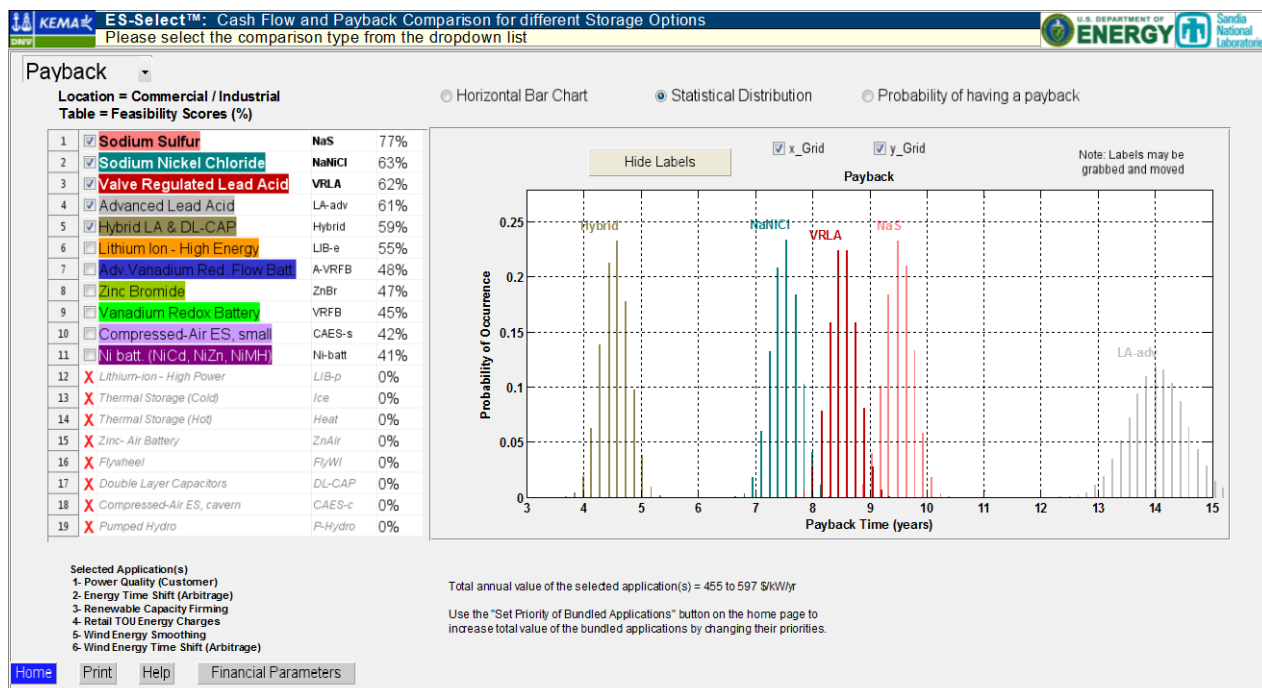 KEMA
DNV
ES-Select™: Cash Flow and Payback Comparison for different Storage Options
Please select the comparison type from the dropdown list
U.S. DEPARTMENT OF
ENERGY
Sandia
National
Laboratorie
Payback
Location = Commercial / Industrial
Table = Feasibility Scores (%)
Horizontal Bar Chart
Statistical Distribution
Probability of having a payback
1 Sodium Sulfur NaS 77%
2 Sodium Nickel Chloride NaNiCl 63%
3 Valve Regulated Lead Acid VRLA 62%
4 Advanced Lead Acid LA-adv 61%
5 Hybrid LA & DL-CAP Hybrid 59%
6 Lithium Ion - High Energy LIB-e 55%
7 Adv.Vanadium Red. Flow Batt A-VRFB 48%
8 Zinc Bromide ZnBr 47%
9 Vanadium Redox Battery VRFB 45%
10 Compressed-Air ES, small CAES-s 42%
11 Ni batt. (NiCd, NiZn, NiMH) Ni-batt 41%
12 X Lithium-ion - High Power LIB-p 0%
13 X Thermal Storage (Cold) Ice 0%
14 X Thermal Storage (Hot) Heat 0%
15 X Zinc- Air Battery ZnAir 0%
16 X Flywheel FlyWl 0%
17 X Double Layer Capacitors DL-CAP 0%
18 X Compressed-Air ES, cavern CAES-c 0%
19 X Pumped Hydro P-Hydro 0%
Hide Labels
x_Grid
y_Grid
Note: Labels may be
grabbed and moved
Payback
Hybrid
NaNiCl
VRLA
NaS
LA-adv
Probability of Occurrence
0.25
0.2
0.15
0.1
0.05
0
3 4 5 6 7 8 9 10 11 12 13 14 15
Payback Time (years)
Selected Application(s)
1- Power Quality (Customer)
2- Energy Time Shift (Arbitrage)
3- Renewable Capacity Firming
4- Retail TOU Energy Charges
5- Wind Energy Smoothing
6- Wind Energy Time Shift (Arbitrage)
Total annual value of the selected application(s) = 455 to 597 $/kW/yr
Use the "Set Priority of Bundled Applications" button on the home page to
increase total value of the bundled applications by changing their priorities.
Home
Print
Help
Financial Parameters